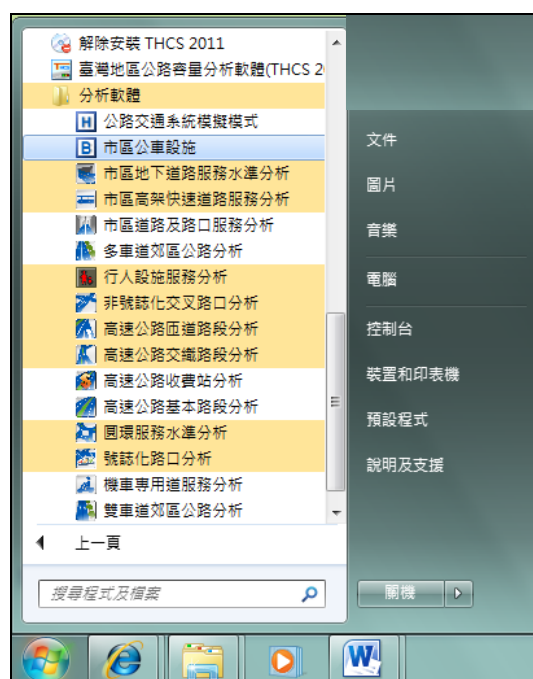 解除安裝 THCS 2011
臺灣地區公路容量分析軟體(THCS 2
分析軟體
H 公路交通系統模擬模式
B 市區公車設施
市區地下道路服務水準分析
市區高架快速道路服務分析
市區道路及路口服務分析
多車道郊區公路分析
行人設施服務分析
非號誌化交叉路口分析
高速公路匝道路段分析
高速公路交織路段分析
高速公路收費站分析
高速公路基本路段分析
圓環服務水準分析
號誌化路口分析
機車專用道服務分析
雙車道郊區公路分析
上一頁
搜尋程式及檔案
文件
圖片
音樂
電腦
控制台
裝置和印表機
預設程式
說明及支援
關機
W